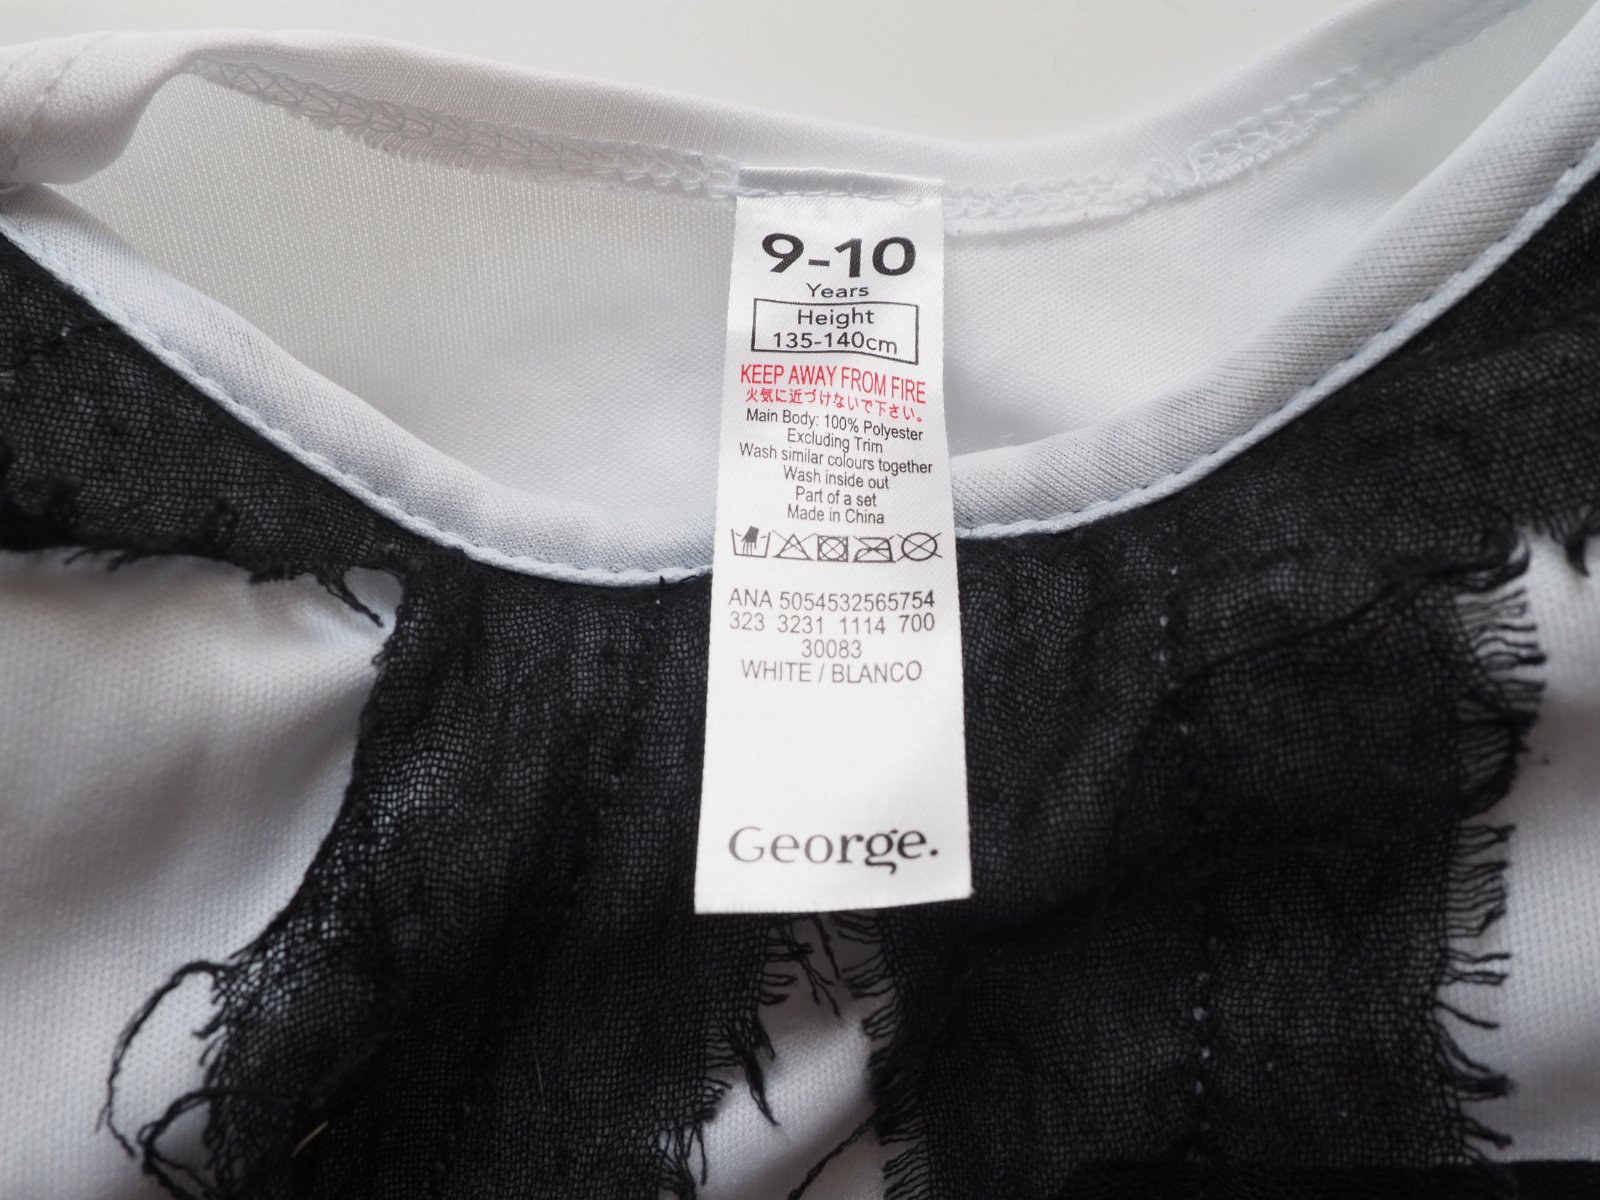 9-10
Years
Height
135-140cm
KEEP AWAY FROM FIRE
火気に近づけないで下さい。
Main Body: 100% Polyester
Excluding Trim
Wash similar colours together
Wash inside out
Part of a set
Made in China
ANA 5054532565754
323 3231 1114 700
30083
WHITE / BLANCO
George.